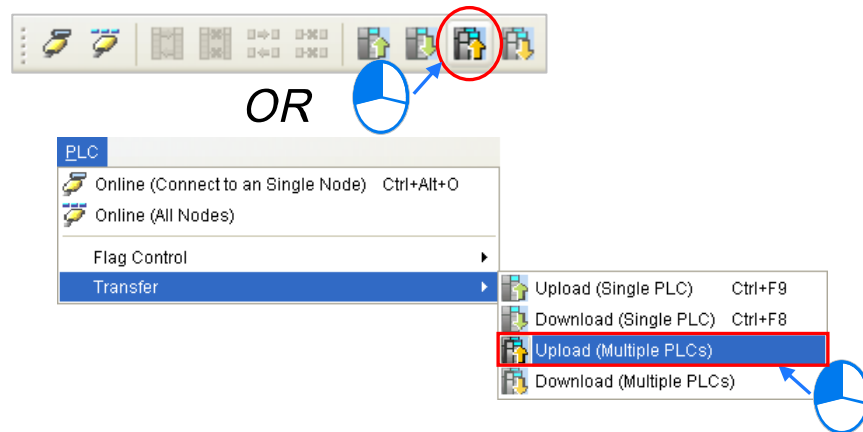 OR
PLC
Online (Connect to an Single Node) Ctrl+Alt+O
Online (All Nodes)
Flag Control
Transfer
Upload (Single PLC) Ctrl+F9
Download (Single PLC) Ctrl+F8
Upload (Multiple PLCs)
Download (Multiple PLCs)